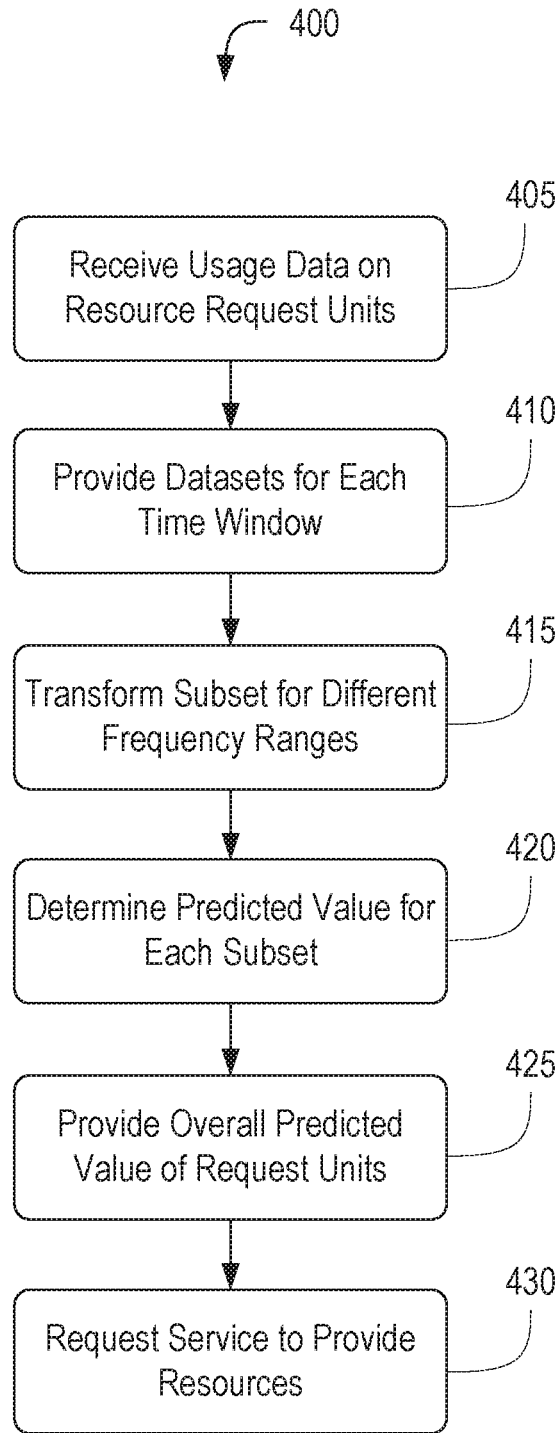 400
405
Receive Usage Data on
Resource Request Units
410
Provide Datasets for Each
Time Window
415
Transform Subset for Different
Frequency Ranges
420
Determine Predicted Value for
Each Subset
425
Provide Overall Predicted
Value of Request Units
430
Request Service to Provide
Resources